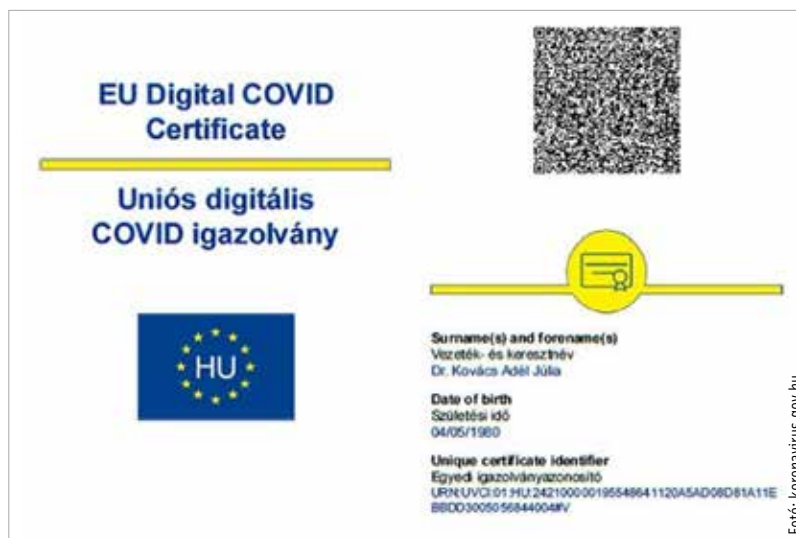 EU Digital COVID
Certificate
Uniós digitális
COVID igazolvány
HU
Surname(s) and forename(s)
Vezeték- és keresztnév
Dr. Kovács Adél Júlia
Date of birth
Születési idő
04/05/1980
Unique certificate identifier
Egyedi igazolványazonosító
Fotó: koronavirus.gov.hu